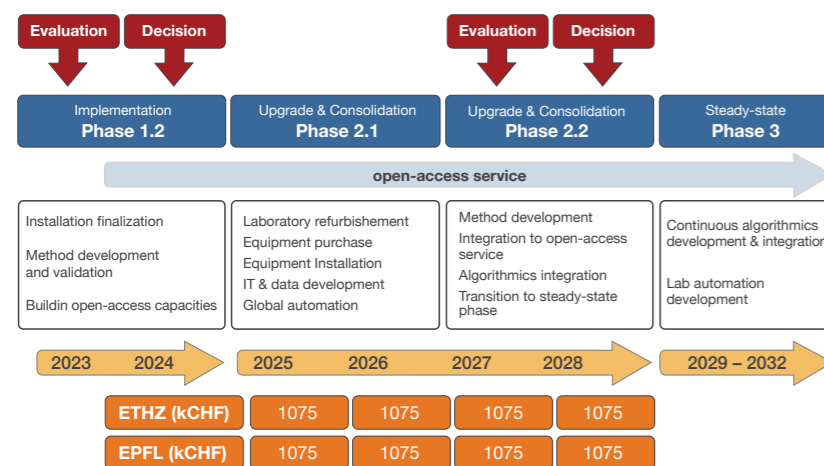 Evaluation Decision Evaluation Decision
Implementation
Phase 1.2
Upgrade & Consolidation
Phase 2.1
Upgrade & Consolidation
Phase 2.2
Steady-state
Phase 3
open-access service
Installation finalization
Method development
and validation
Buildin open-access capacities
Laboratory refurbishement
Equipment purchase
Equipment Installation
IT & data development
Global automation
Method development
Integration to open-access
service
Algorithmics integration
Transition to steady-state
phase
Continuous algorithmics
development & integration
Lab automation
development
2023 2024 2025 2026 2027 2028 2029 – 2032
ETHZ (kCHF) 1075 1075 1075 1075
EPFL (kCHF) 1075 1075 1075 1075